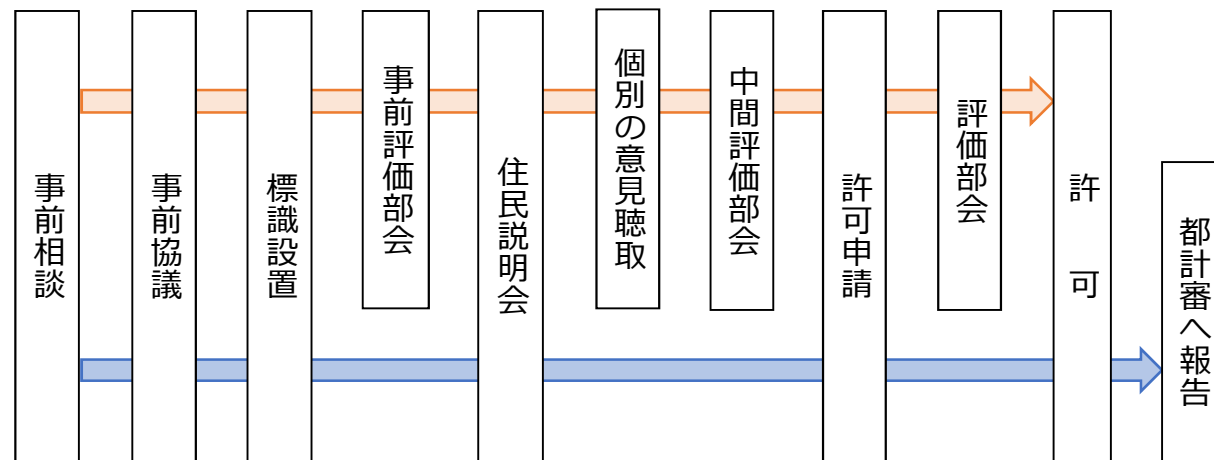 事前相談
事前協議
標識設置
事前評価部会
住民説明会
個別の意見聴取
中間評価部会
許可申請
評価部会
許可
都計審へ報告